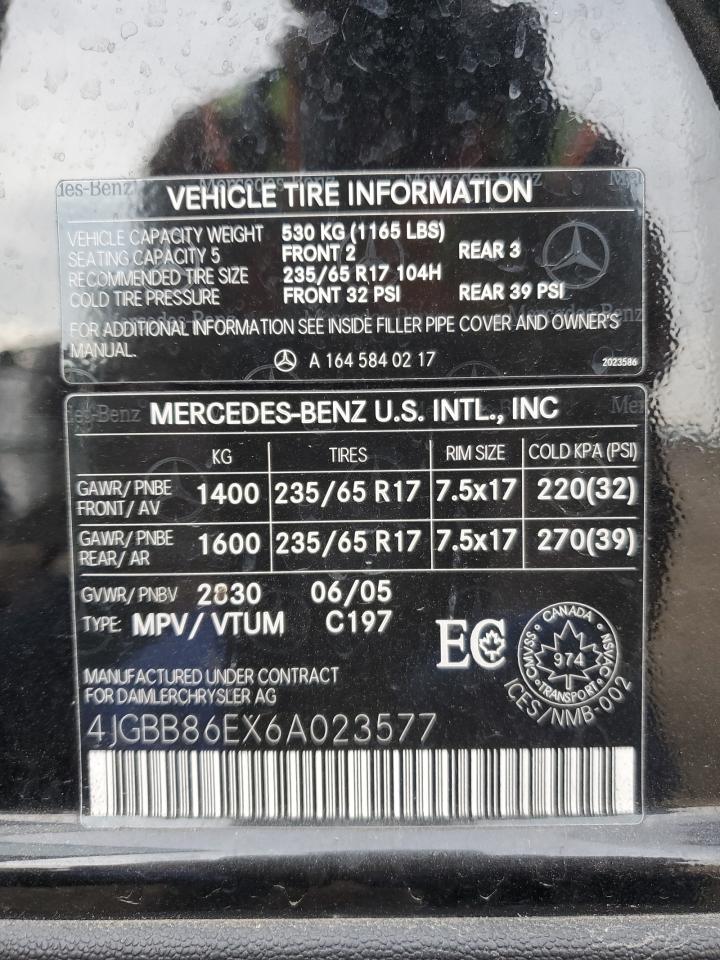 VEHICLE TIRE INFORMATION
VEHICLE CAPACITY WEIGHT 530 KG (1165 LBS)
SEATING CAPACITY 5 FRONT 2 REAR 3
RECOMMENDED TIRE SIZE 235/65 R17 104H
COLD TIRE PRESSURE FRONT 32 PSI REAR 39 PSI
FOR ADDITIONAL INFORMATION SEE INSIDE FILLER PIPE COVER AND OWNER'S
MANUAL.
A 164 584 02 17
2023586
MERCEDES-BENZ U.S. INTL., INC
KG TIRES RIM SIZE COLD KPA (PSI)
GAWR/ PNBE
FRONT/ AV 1400 235/65 R17 7.5x17 220(32)
GAWR/ PNBE
REAR/ AR 1600 235/65 R17 7.5x17 270(39)
GVWR/ PNBV 2830 06/05
TYPE: MPV/ VTUM C197
EC
CANADA
974
TRANSPORT
CMVSS
NSVAC
ICES/NMB-002
MANUFACTURED UNDER CONTRACT
FOR DAIMLERCHRYSLER AG
4JGBB86EX6A023577